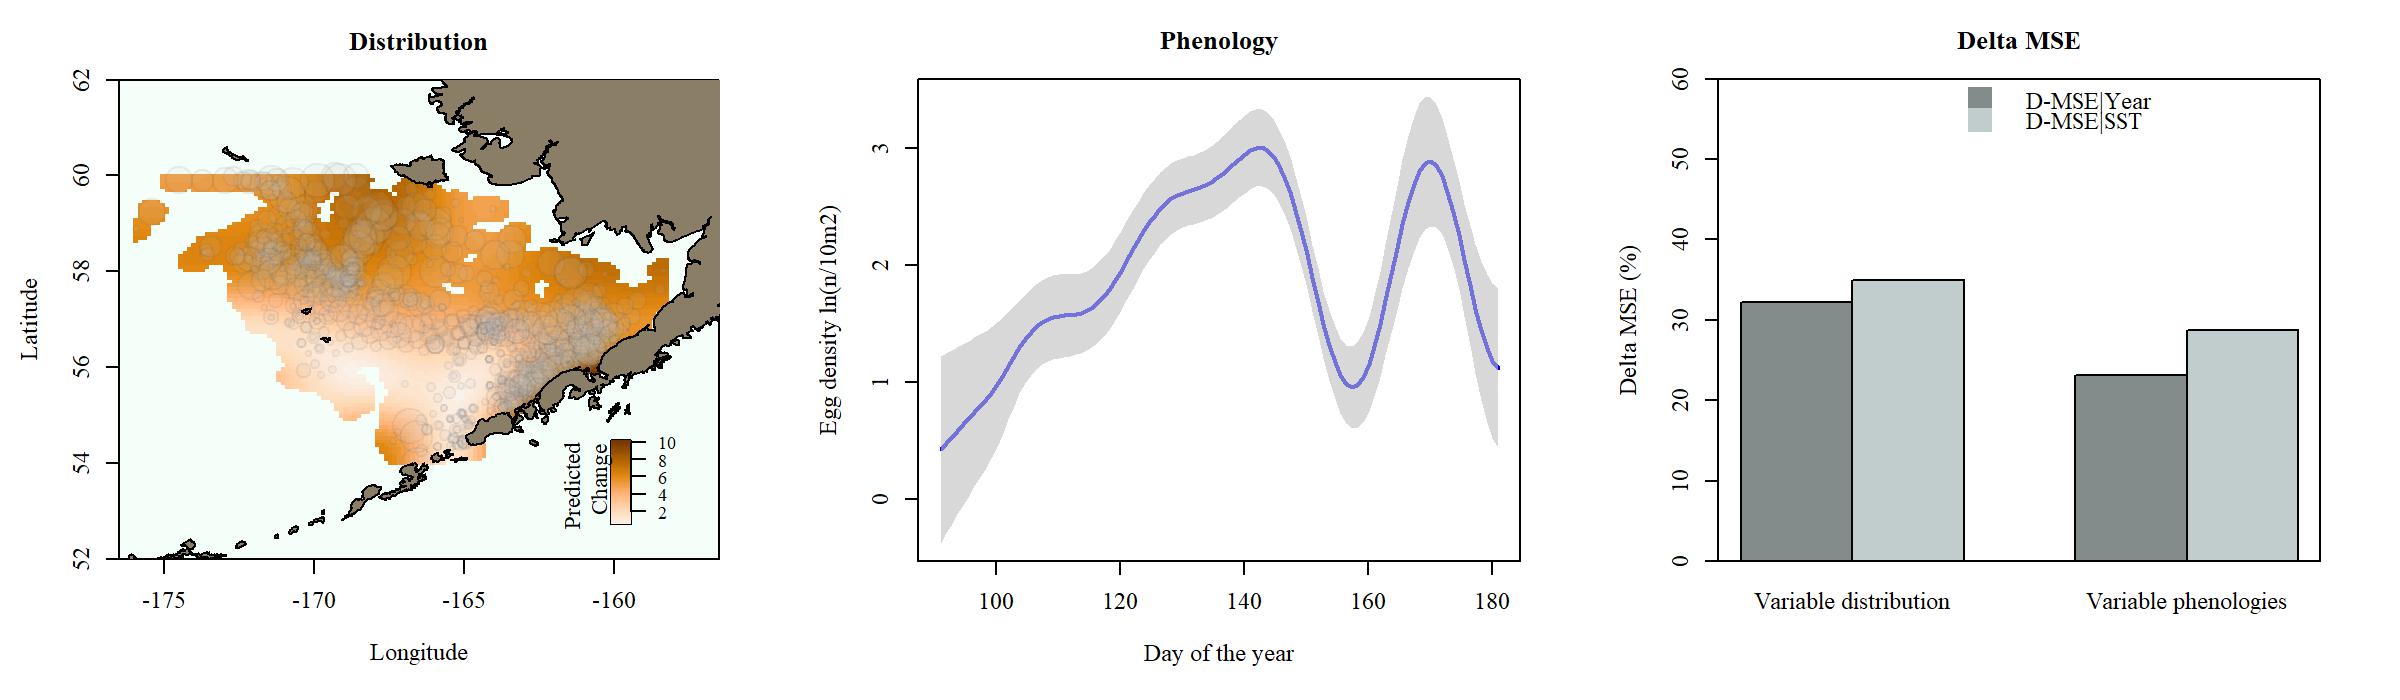 Distribution
62
60
58
56
54
52
Latitude
-175
-170
-165
-160
Longitude
Predicted
Change
10
8
6
4
2
Phenology
3
2
1
0
Egg density ln(n/10m2)
100
120
140
160
180
Day of the year
Delta MSE
60
50
40
30
20
10
0
Delta MSE (%)
D-MSE|Year
D-MSE|SST
Variable distribution
Variable phenologies